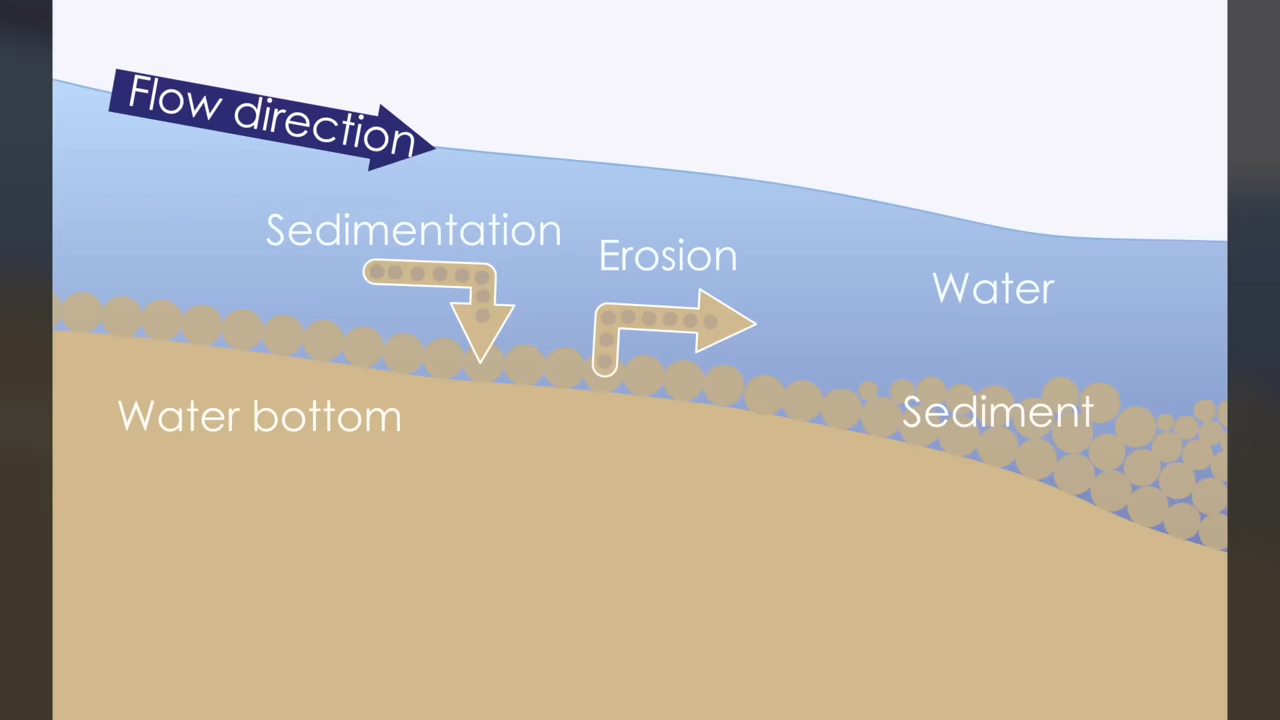 Flow direction
Sedimentation
Erosion
Water
Sediment
Water bottom